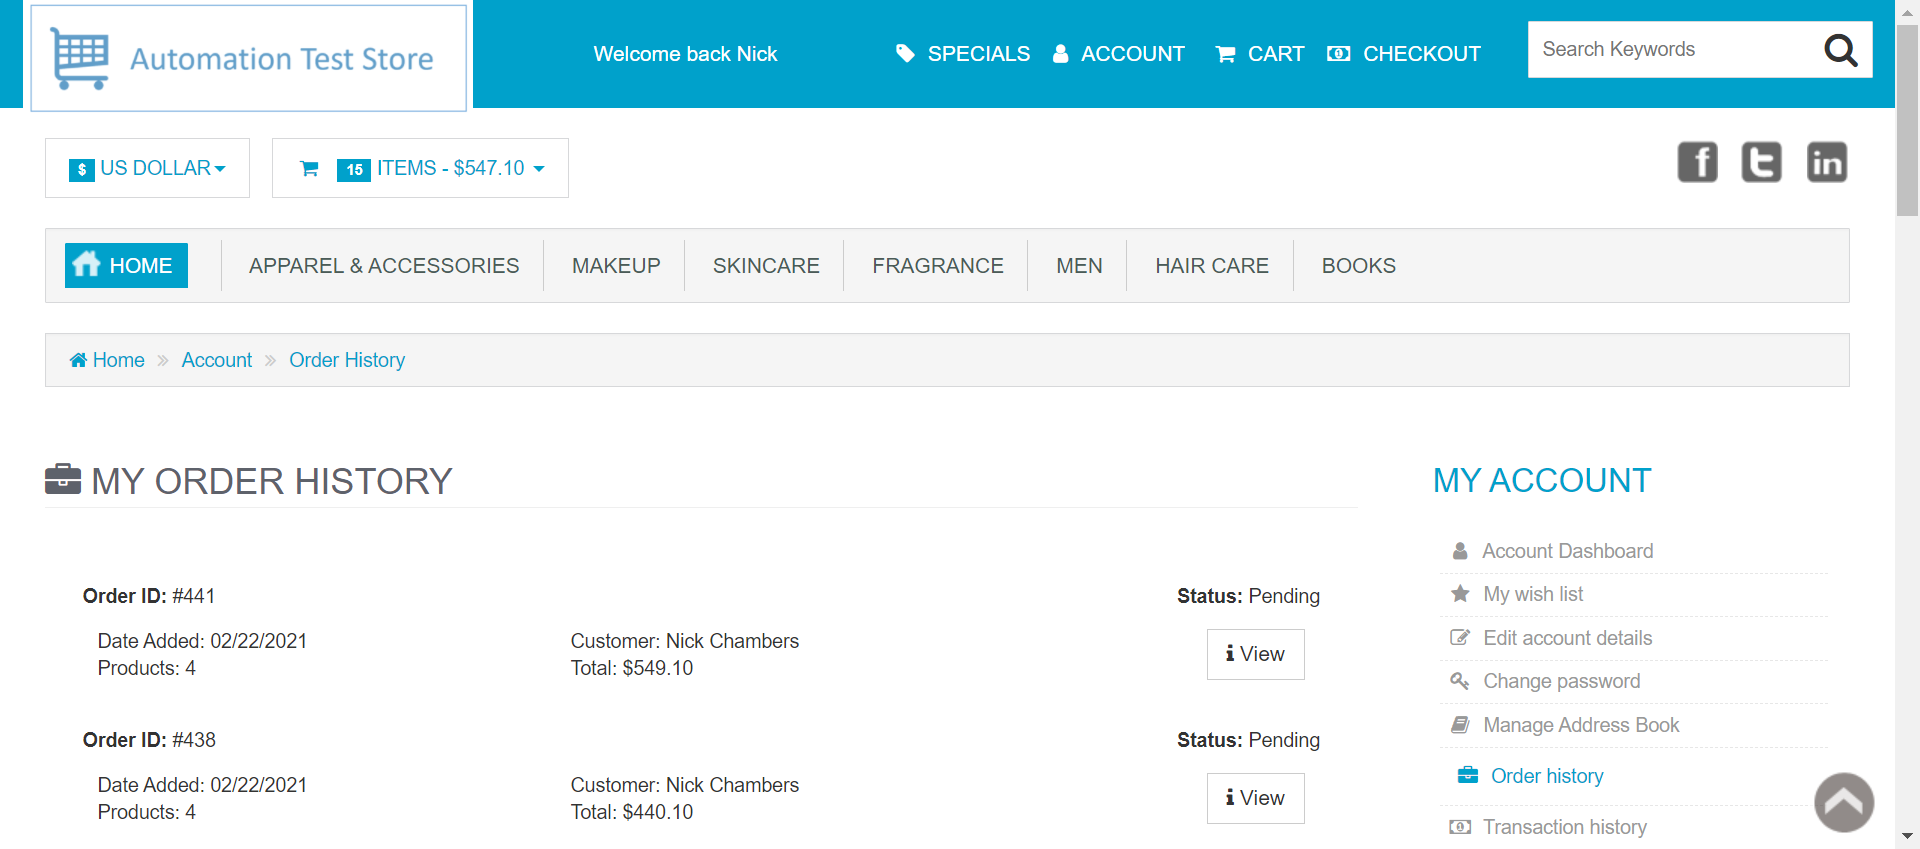 Automation Test Store
Welcome back Nick
SPECIALS
ACCOUNT
CART
CHECKOUT
Search Keywords
$ US DOLLAR
15 ITEMS - $547.10
f
t
in
HOME
APPAREL & ACCESSORIES
MAKEUP
SKINCARE
FRAGRANCE
MEN
HAIR CARE
BOOKS
Home » Account » Order History
MY ORDER HISTORY
Order ID: #441
Status: Pending
Date Added: 02/22/2021
Products: 4
Customer: Nick Chambers
Total: $549.10
View
Order ID: #438
Status: Pending
Date Added: 02/22/2021
Products: 4
Customer: Nick Chambers
Total: $440.10
View
MY ACCOUNT
Account Dashboard
My wish list
Edit account details
Change password
Manage Address Book
Order history
Transaction history